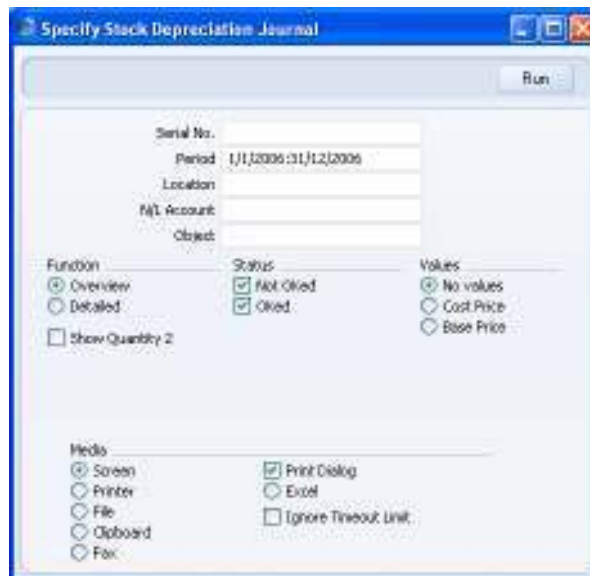 Specify Stock Depreciation Journal
Run
Serial No.
Period 1/1/2006:31/12/2006
Location
N/L Account
Object
Function Status Values
Overview Not OKed No values
Detailed OKed Cost Price
Show Quantity 2 Base Price
Media
Screen Print Dialog
Printer Excel
File Ignore Timeout Limit
Clipboard
Fax